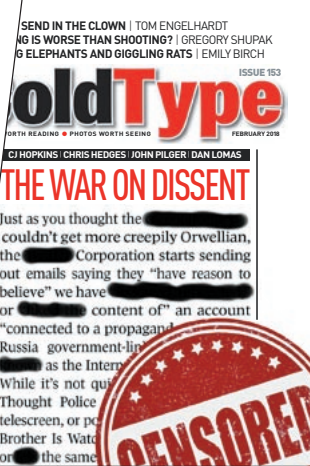 SEND IN THE CLOWN | TOM ENGELHARDT
NG IS WORSE THAN SHOOTING? | GREGORY SHUPAK
G ELEPHANTS AND GIGGLING RATS | EMILY BIRCH
ISSUE 153
oldType
ORTH READING ● PHOTOS WORTH SEEING
FEBRUARY 2018
CJ HOPKINS | CHRIS HEDGES | JOHN PILGER | DAN LOMAS
THE WAR ON DISSENT
Just as you thought the
couldn't get more creepily Orwellian,
the Corporation starts sending
out emails saying they "have reason to
believe" we have
or content of" an account
"connected to a propagand
Russia government-lin
as the Intern
While it's not qui
Thought Police
telescreen, or po
Brother Is Watc
or the same
CENSORED